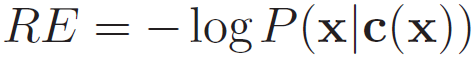 RE = − log P(x|c(x))